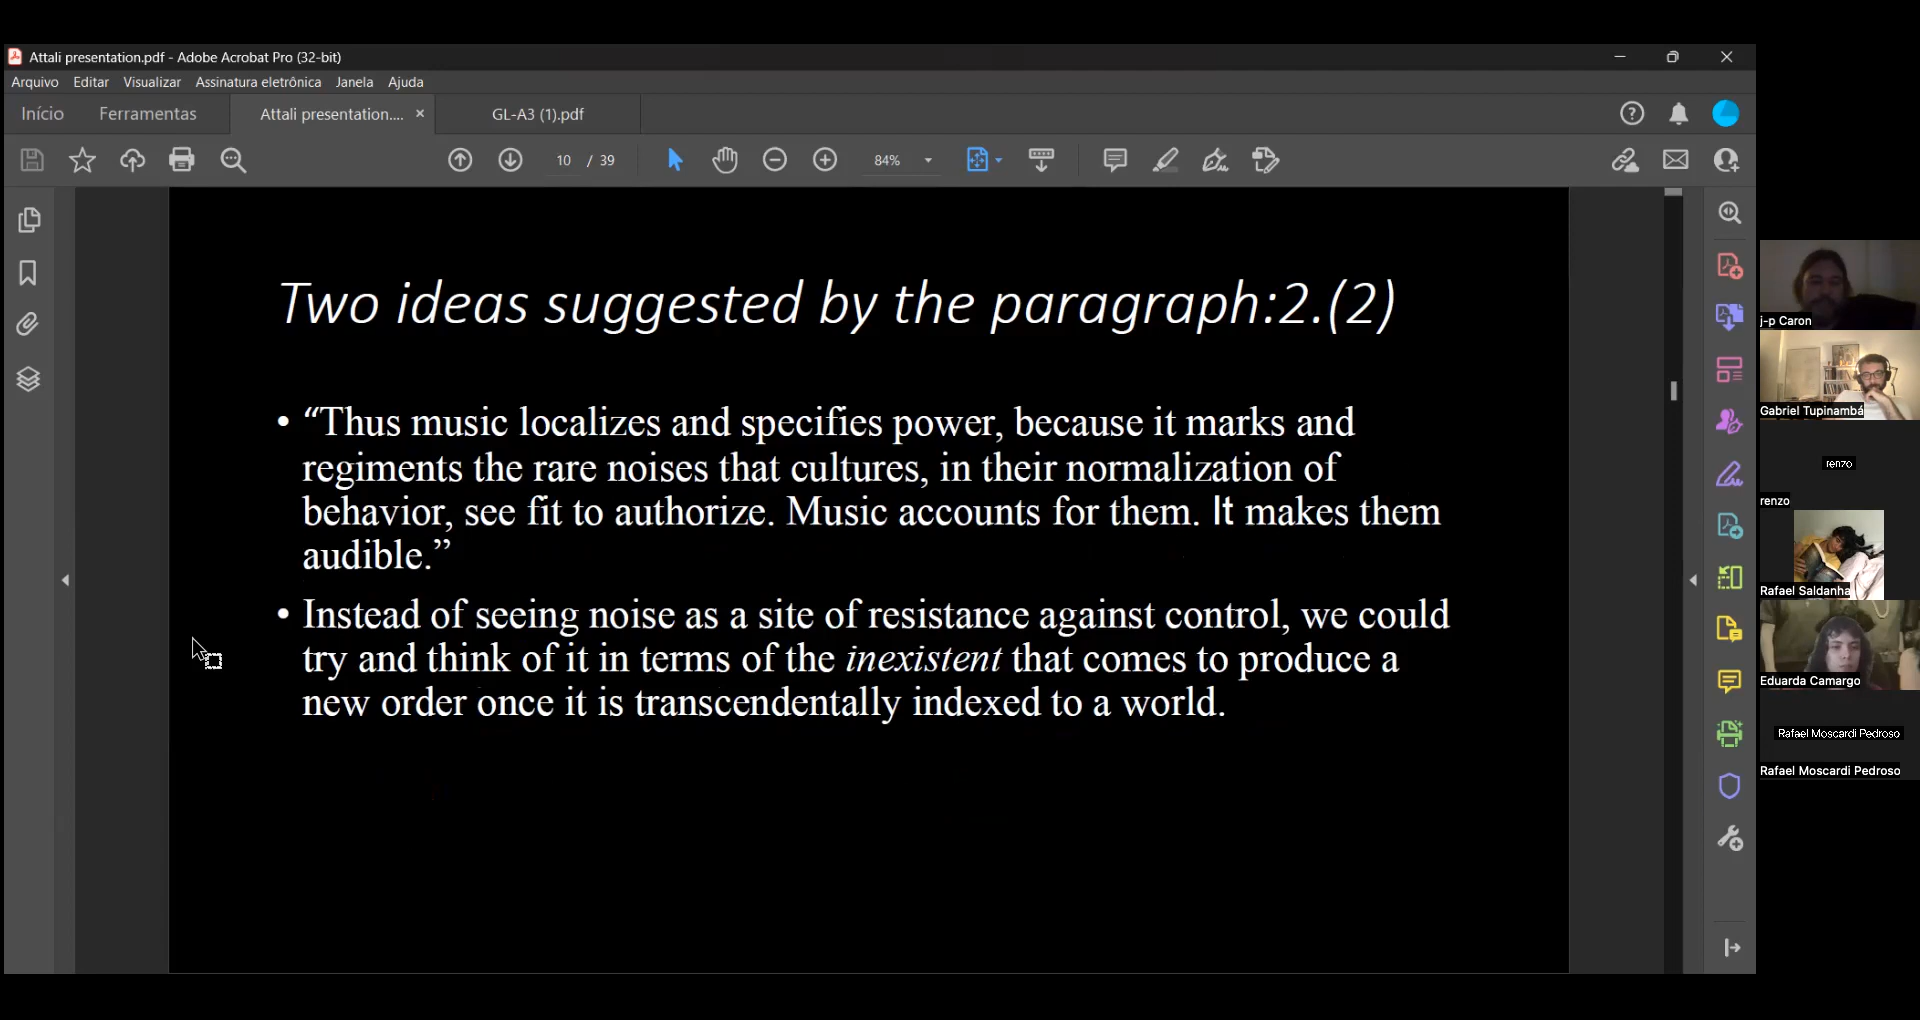 Attali presentation.pdf - Adobe Acrobat Pro (32-bit)
Arquivo Editar Visualizar Assinatura eletrônica Janela Ajuda
Início Ferramentas Attali presentation.... × GL-A3 (1).pdf
10 / 39 84%
Two ideas suggested by the paragraph:2.(2)
• “Thus music localizes and specifies power, because it marks and
regiments the rare noises that cultures, in their normalization of
behavior, see fit to authorize. Music accounts for them. It makes them
audible.”
• Instead of seeing noise as a site of resistance against control, we could
try and think of it in terms of the inexistent that comes to produce a
new order once it is transcendentally indexed to a world.
j-p Caron
Gabriel Tupinambá
renzo
renzo
Rafael Saldanha
Eduarda Camargo
Rafael Moscardi Pedroso
Rafael Moscardi Pedroso